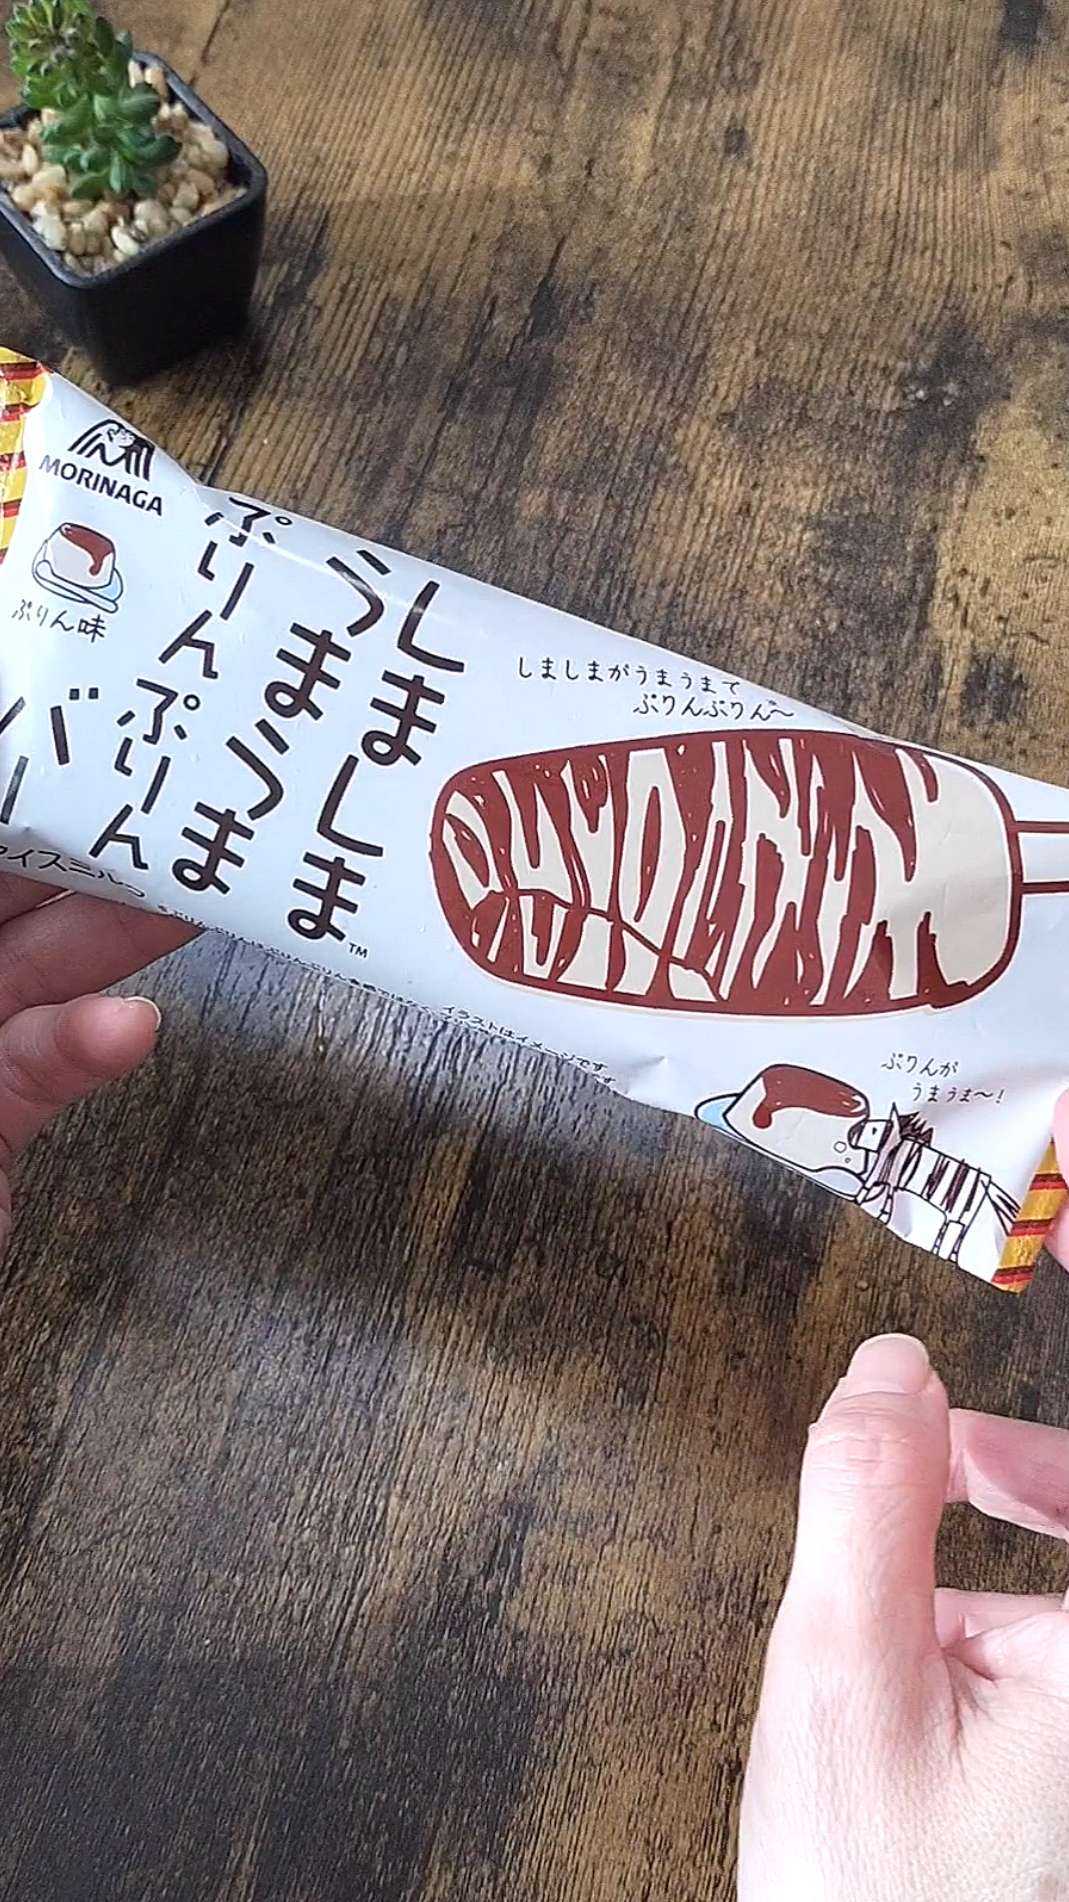 MORINAGA
ぷりん味
しましま
うまうま
ぷりんぷりん
バー
しましまがうまうまで
ぷりんぷりん〜
TM
アイスミルク
イラストはイメージです
ぷりんが
うまうま〜!